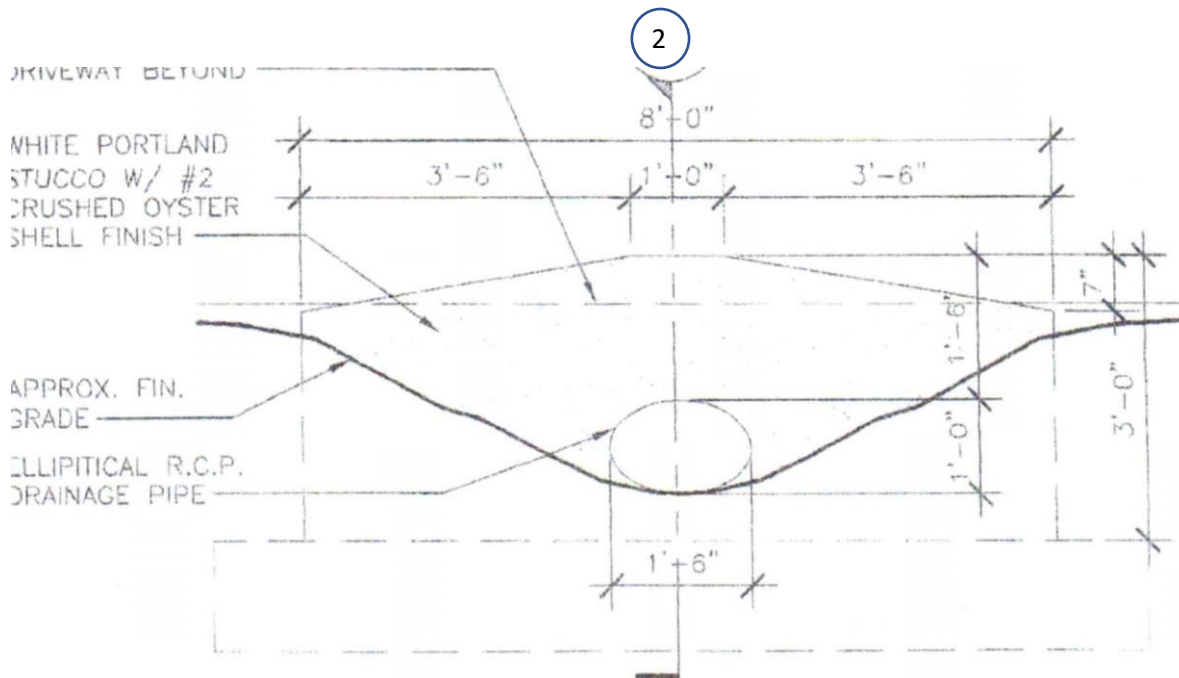 2
DRIVEWAY BEYOND
8'-0"
WHITE PORTLAND
STUCCO W/ #2
CRUSHED OYSTER
SHELL FINISH
3'-6"
1'-0"
3'-6"
1'-6"
7"
APPROX. FIN.
GRADE
3'-0"
1'-0"
ELLIPITICAL R.C.P.
DRAINAGE PIPE
1'-6"